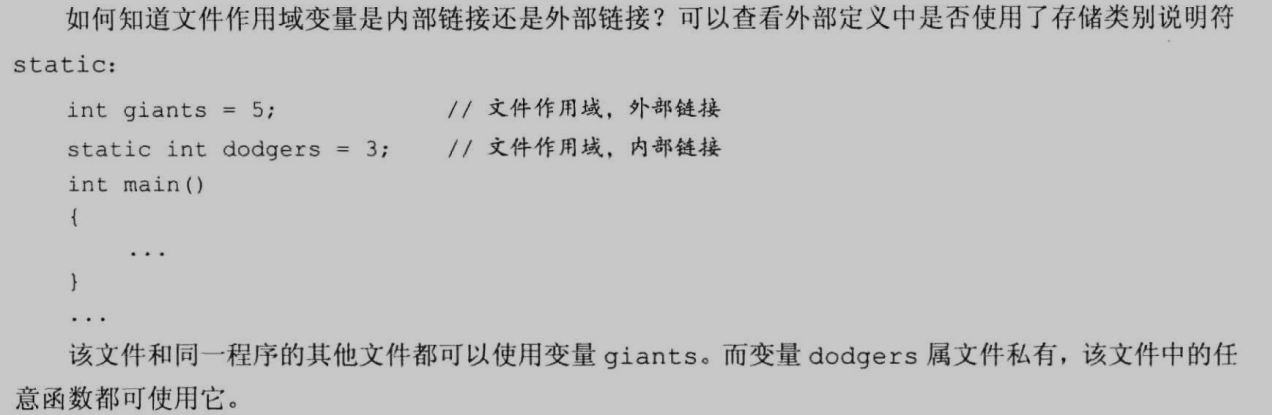 如何知道文件作用域变量是内部链接还是外部链接？可以查看外部定义中是否使用了存储类别说明符
static：
int giants = 5; // 文件作用域，外部链接
static int dodgers = 3; // 文件作用域，内部链接
int main()
{
...
}
...
该文件和同一程序的其他文件都可以使用变量 giants。而变量 dodgers 属文件私有，该文件中的任
意函数都可使用它。